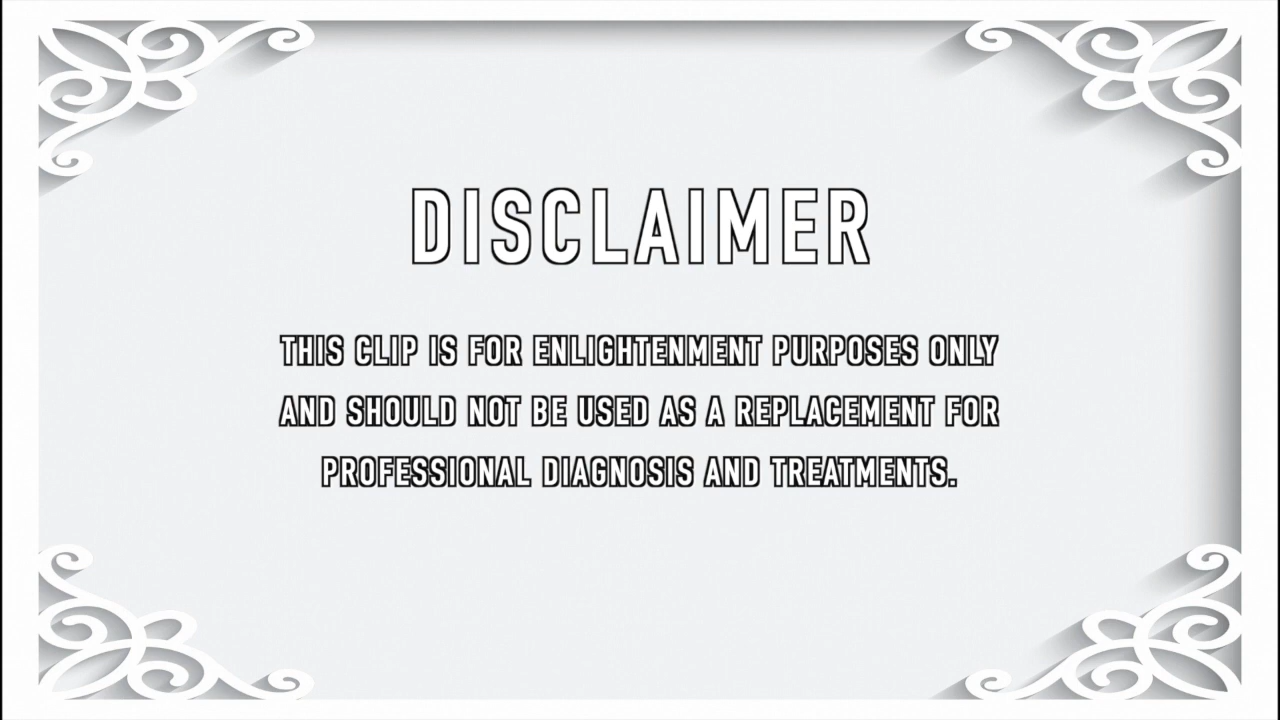 DISCLAIMER
THIS CLIP IS FOR ENLIGHTENMENT PURPOSES ONLY
AND SHOULD NOT BE USED AS A REPLACEMENT FOR
PROFESSIONAL DIAGNOSIS AND TREATMENTS.